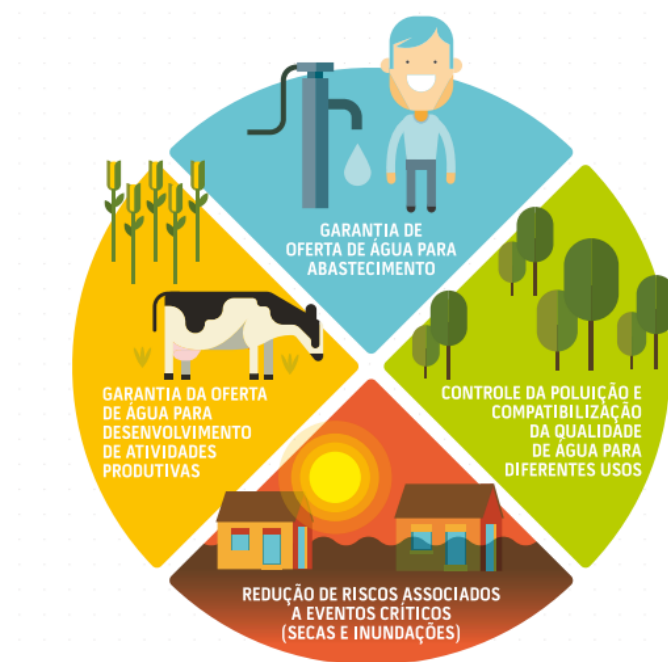 GARANTIA DE
OFERTA DE ÁGUA PARA
ABASTECIMENTO
GARANTIA DA OFERTA
DE ÁGUA PARA
DESENVOLVIMENTO
DE ATIVIDADES
PRODUTIVAS
CONTROLE DA POLUIÇÃO E
COMPATIBILIZAÇÃO
DA QUALIDADE
DE ÁGUA PARA
DIFERENTES USOS
REDUÇÃO DE RISCOS ASSOCIADOS
A EVENTOS CRÍTICOS
(SECAS E INUNDAÇÕES)